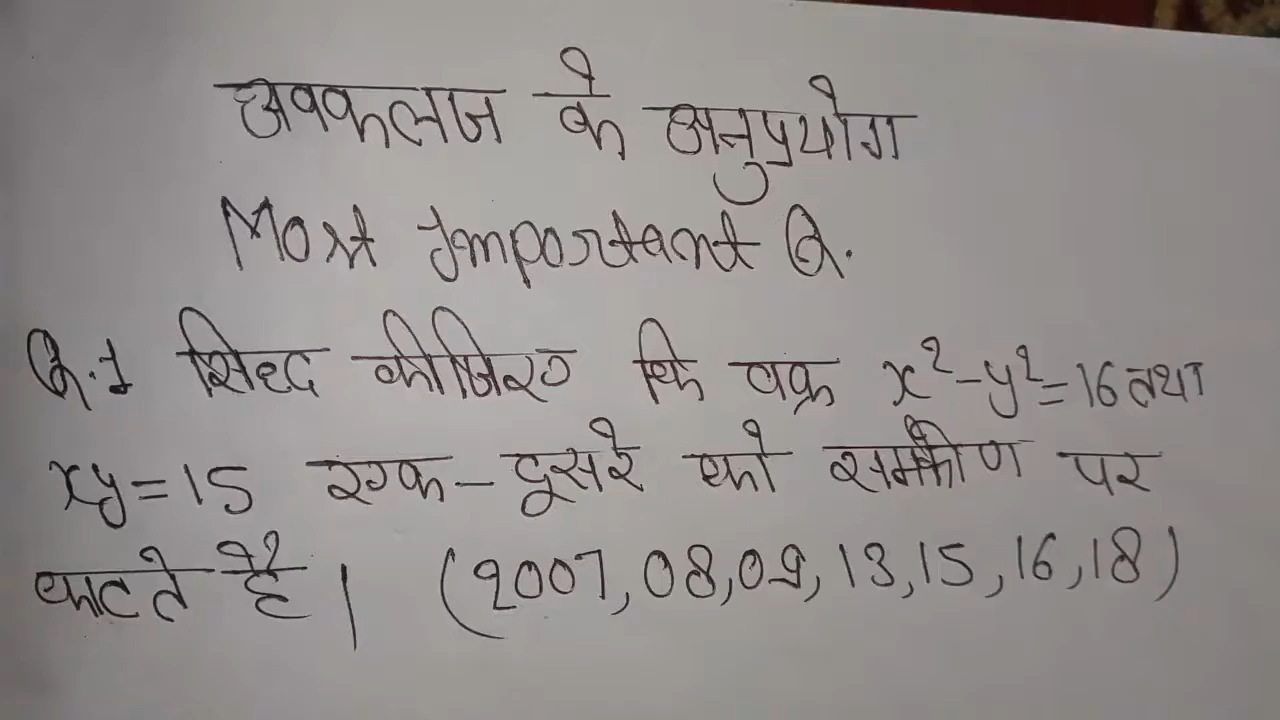 अवकलज के अनुप्रयोग
Most Important Q.
Q.1 सिद्ध कीजिए कि वक्र x²-y²=16 तथा
xy=15 एक-दूसरे को समकोण पर
काटते है। (2007,08,09,13,15,16,18)